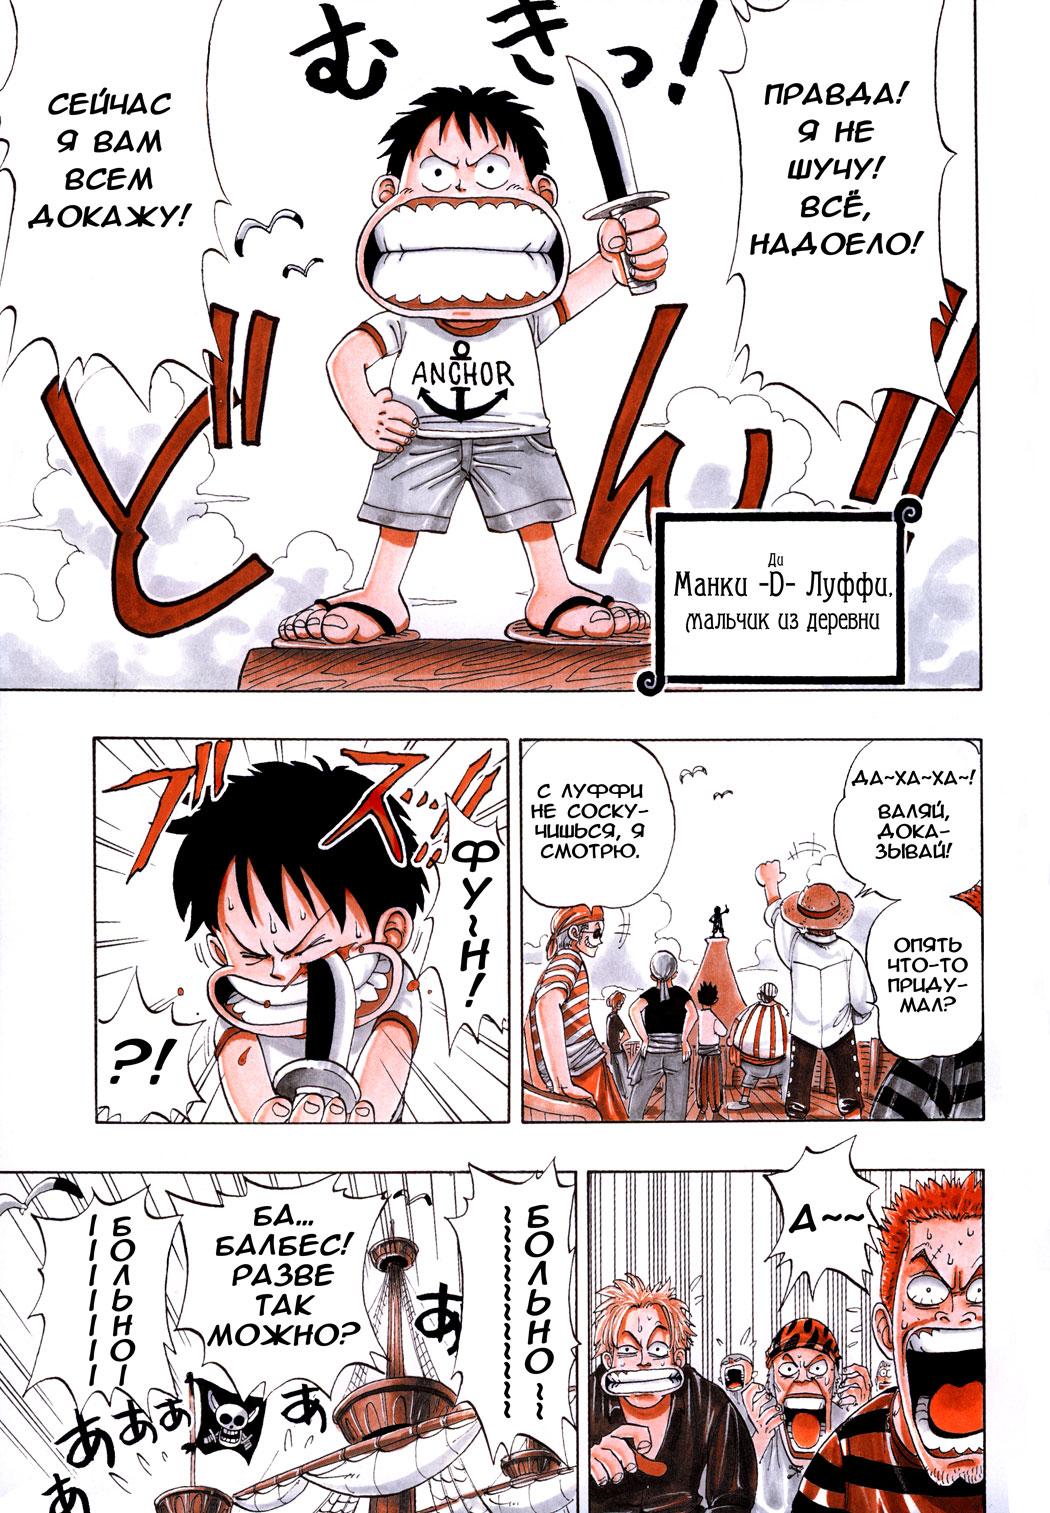 むきっ!
ПРАВДА!
Я НЕ
ШУЧУ!
ВСЁ,
НАДОЕЛО!
СЕЙЧАС
Я ВАМ
ВСЕМ
ДОКАЖУ!
ANCHOR
どん!!
Ди
Манки -D- Луффи,
мальчик из деревни
ДА~ХА~ХА~!
ВАЛЯЙ,
ДОКА-
ЗЫВАЙ!
ОПЯТЬ
ЧТО-ТО
ПРИДУ-
МАЛ?
С ЛУФФИ
НЕ СОСКУ-
ЧИШЬСЯ, Я
СМОТРЮ.
ФУ~Н!
ブスッ
?!
А~~
БОЛЬНО~~~~~~~~~~
БА...
БАЛБЕС!
РАЗВЕ
ТАК
МОЖНО?
БОЛЬНО!!!!!!!!
あ
あ
あああ
あ